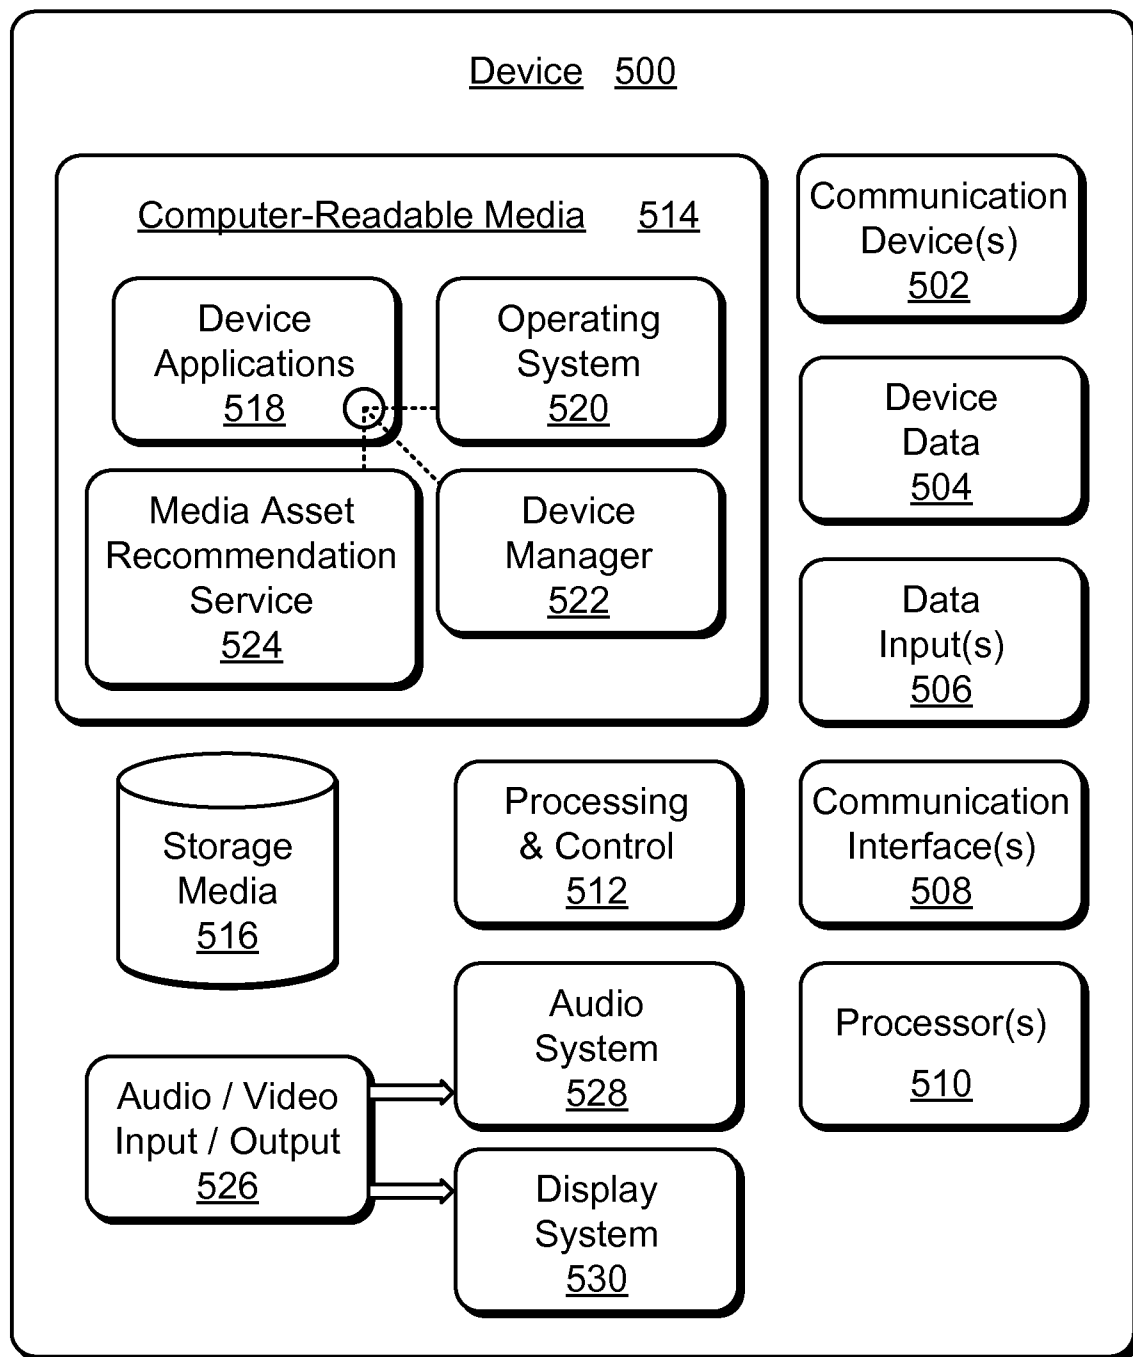 Device 500
Computer-Readable Media 514
Device
Applications
518
Operating
System
520
Media Asset
Recommendation
Service
524
Device
Manager
522
Communication
Device(s)
502
Device
Data
504
Data
Input(s)
506
Storage
Media
516
Processing
& Control
512
Communication
Interface(s)
508
Audio / Video
Input / Output
526
Audio
System
528
Display
System
530
Processor(s)
510